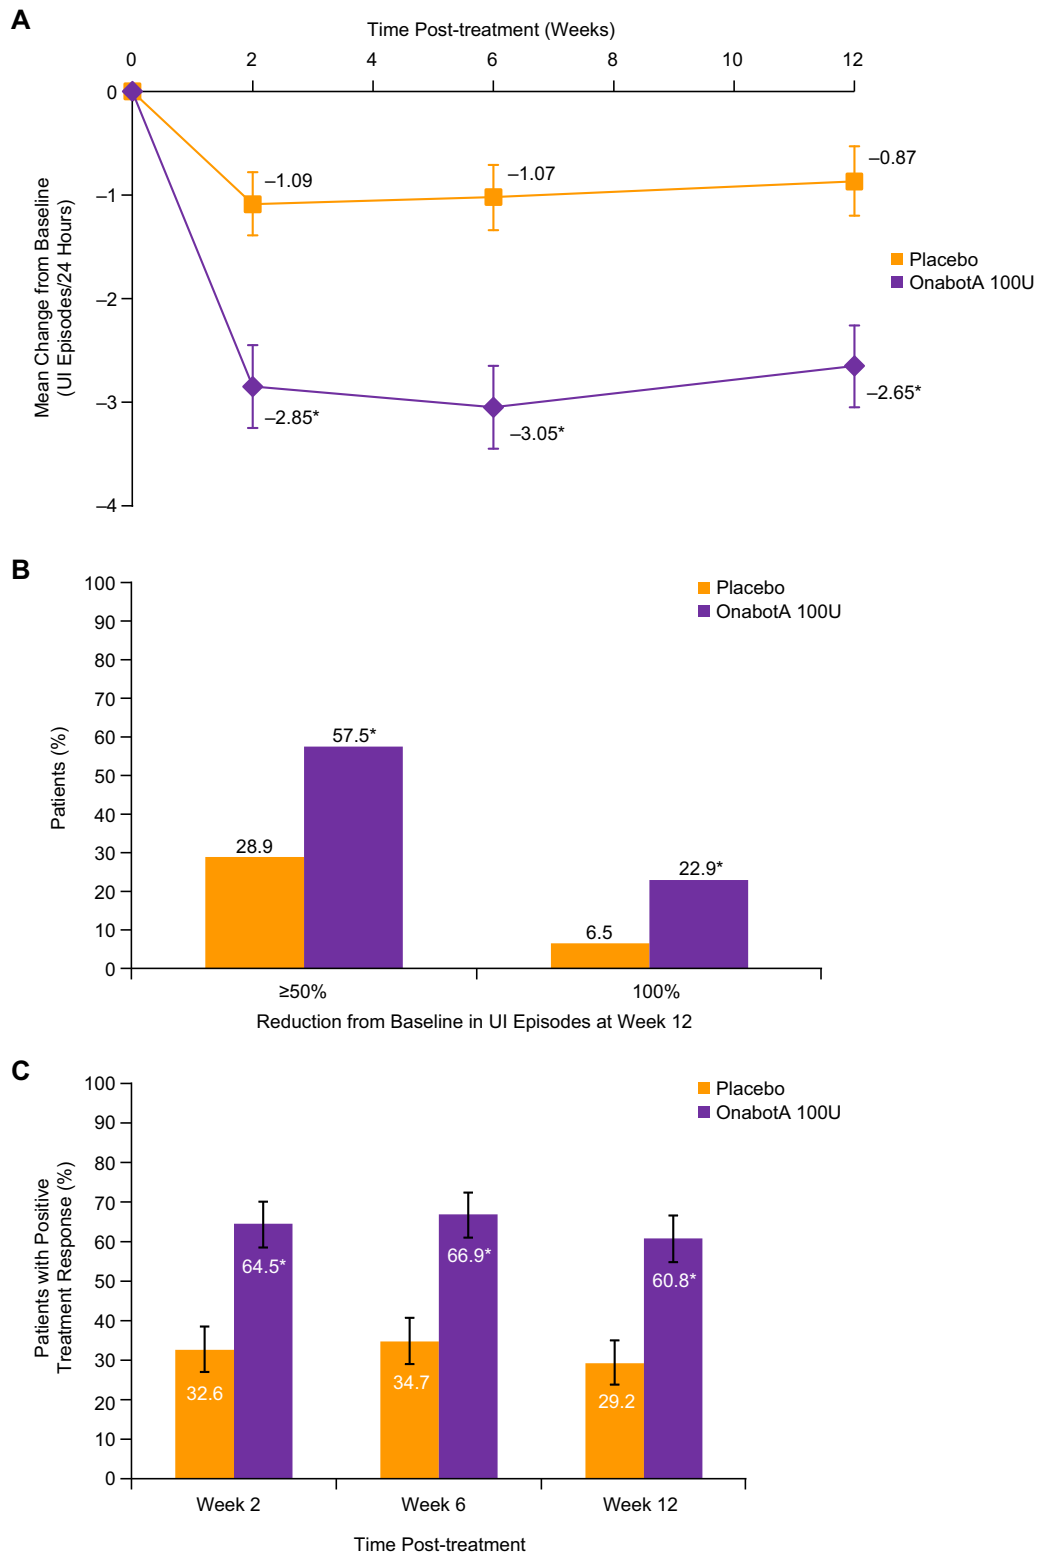 A
Time Post-treatment (Weeks)
0 2 4 6 8 10 12
0
–1
–2
–3
–4
Mean Change from Baseline
(UI Episodes/24 Hours)
–1.09
–1.07
–0.87
–2.85*
–3.05*
–2.65*
Placebo
OnabotA 100U
B
100
90
80
70
60
50
40
30
20
10
0
Patients (%)
Placebo
OnabotA 100U
28.9
57.5*
6.5
22.9*
≥50% 100%
Reduction from Baseline in UI Episodes at Week 12
C
100
90
80
70
60
50
40
30
20
10
0
Patients with Positive
Treatment Response (%)
Placebo
OnabotA 100U
32.6
64.5*
34.7
66.9*
29.2
60.8*
Week 2 Week 6 Week 12
Time Post-treatment